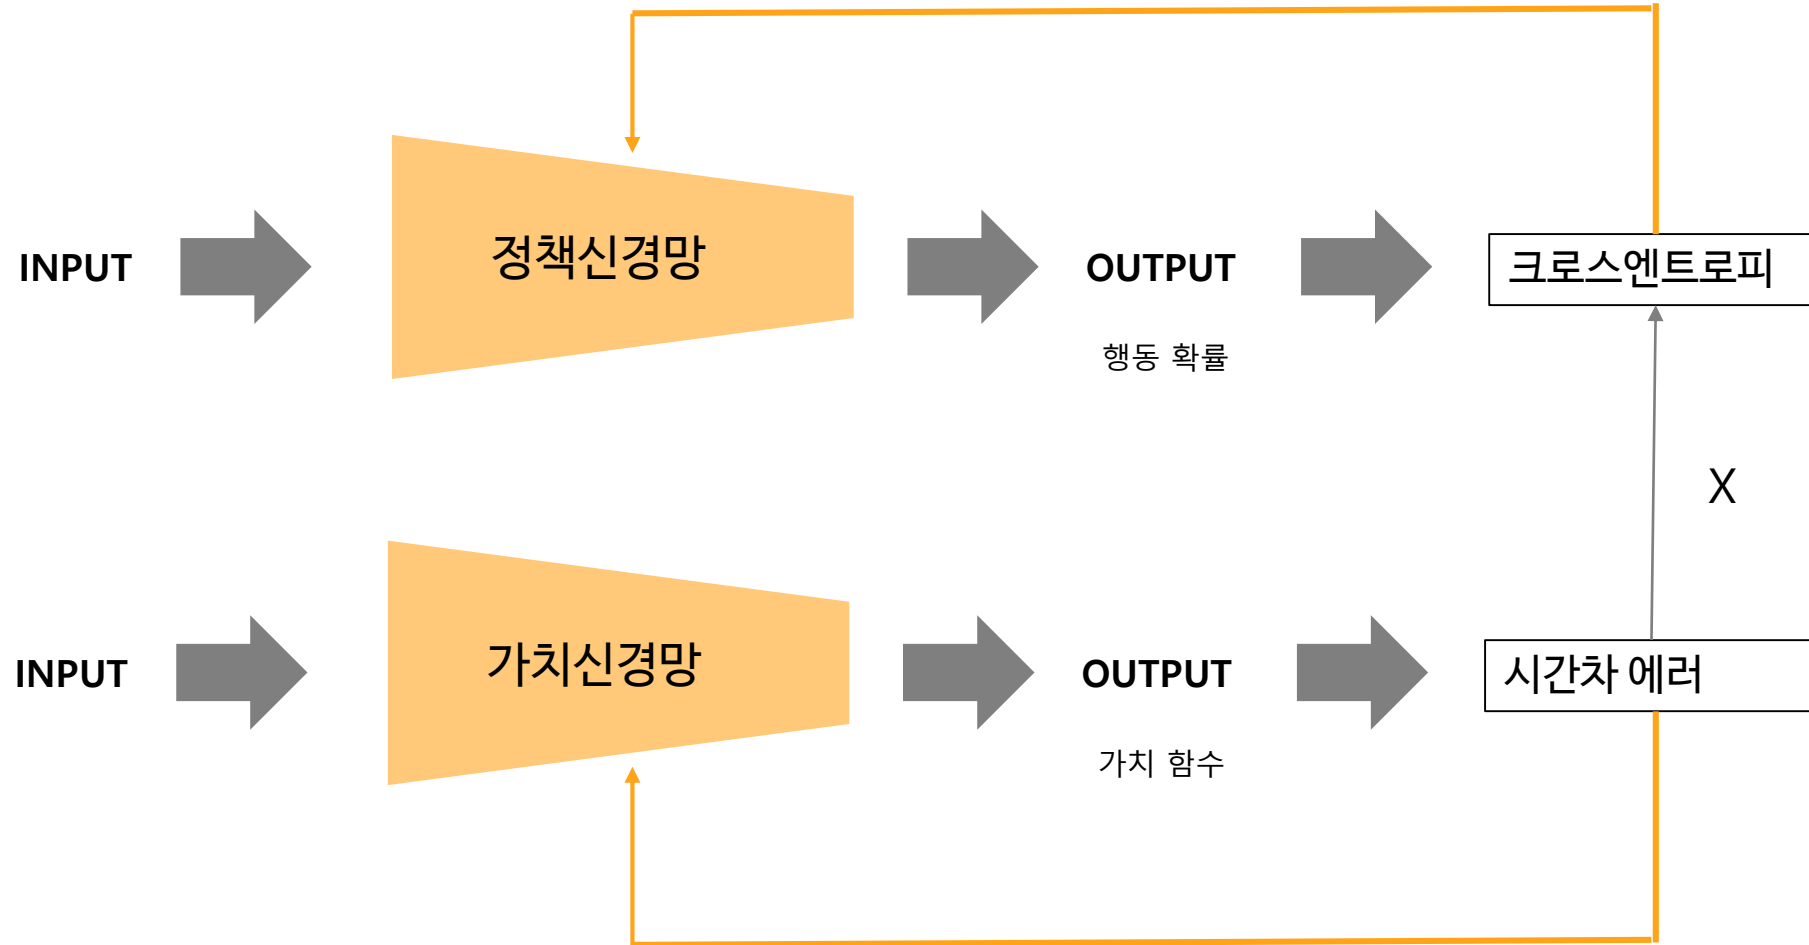 INPUT
정책신경망
OUTPUT
크로스엔트로피
행동 확률
X
INPUT
가치신경망
OUTPUT
시간차 에러
가치 함수